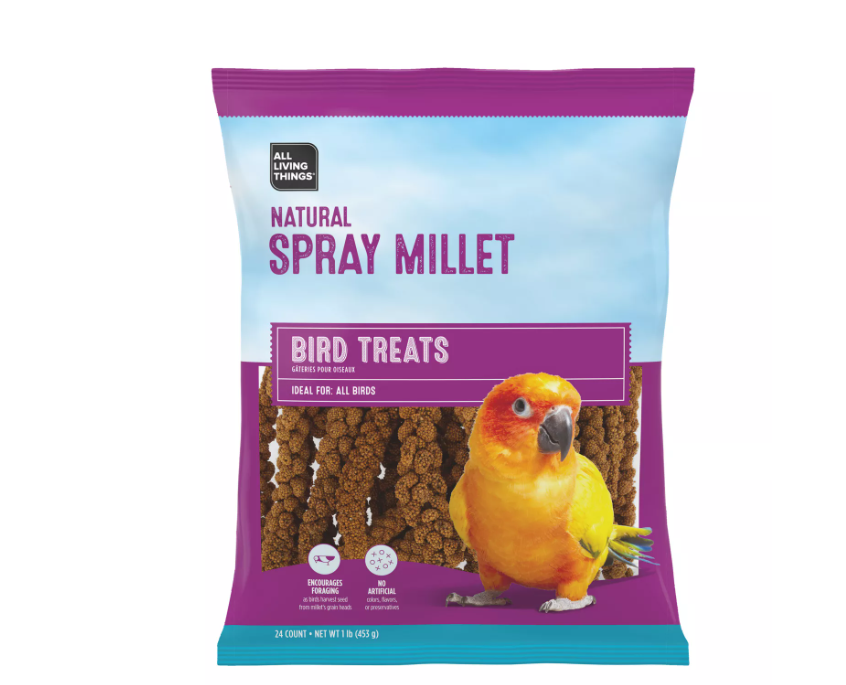 ALL
LIVING
THINGS
NATURAL
SPRAY MILLET
BIRD TREATS
GÂTERIES POUR OISEAUX
IDEAL FOR: ALL BIRDS
ENCOURAGES
FORAGING
as birds harvest seed
from millet's grain heads
NO
ARTIFICIAL
colors, flavors,
or preservatives
24 COUNT • NET WT 1 lb (453 g)